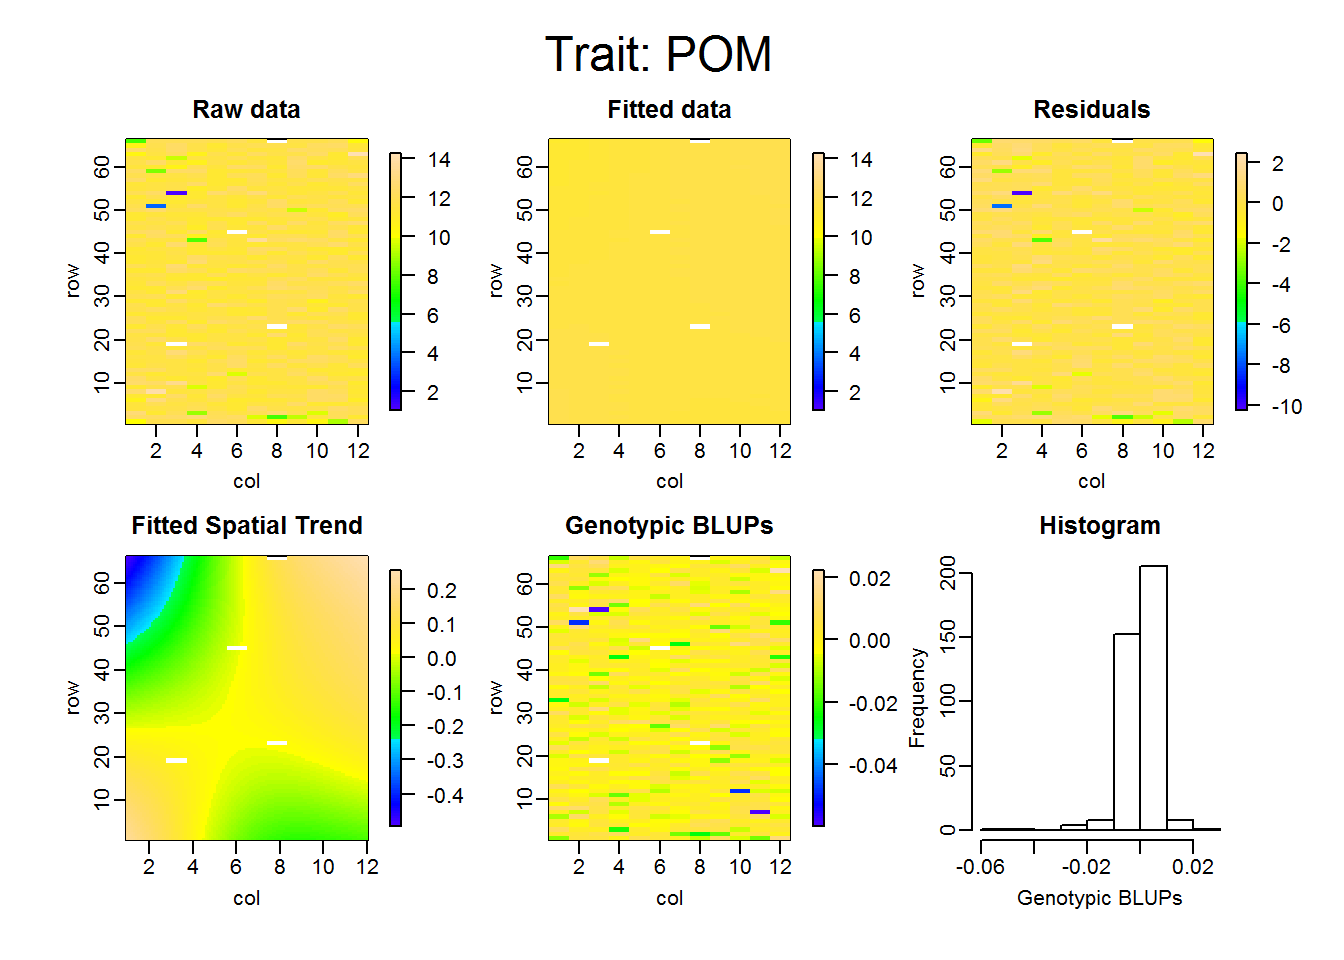 Trait: POM
Raw data
Fitted data
Residuals
row
10 20 30 40 50 60
2 4 6 8 10 12
col
14
12
10
8
6
4
2
row
10 20 30 40 50 60
2 4 6 8 10 12
col
14
12
10
8
6
4
2
row
10 20 30 40 50 60
2 4 6 8 10 12
col
2
0
-2
-4
-6
-8
-10
Fitted Spatial Trend
Genotypic BLUPs
Histogram
row
10 20 30 40 50 60
2 4 6 8 10 12
col
0.2
0.1
0.0
-0.1
-0.2
-0.3
-0.4
row
10 20 30 40 50 60
2 4 6 8 10 12
col
0.02
0.00
-0.02
-0.04
Frequency
0 50 100 150 200
-0.06 -0.02 0.02
Genotypic BLUPs